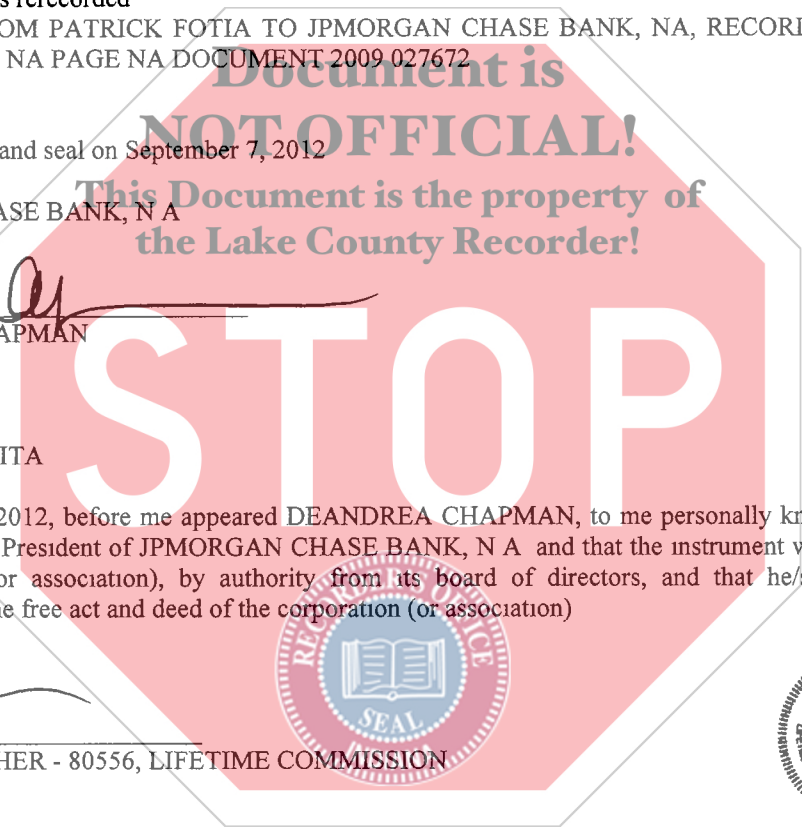 s rerecorded
OM PATRICK FOTIA TO JPMORGAN CHASE BANK, NA, RECORI
NA PAGE NA DOCUMENT 2009 027672
Document is
NOT OFFICIAL!
and seal on September 7, 2012
This Document is the property of
ASE BANK, N A
the Lake County Recorder!
APMAN
STOP
ITA
2012, before me appeared DEANDREA CHAPMAN, to me personally kn
President of JPMORGAN CHASE BANK, N A and that the instrument w
or association), by authority from its board of directors, and that he/s
e free act and deed of the corporation (or association)
RECORDER'S OFFICE
SEAL
HER - 80556, LIFETIME COMMISSION